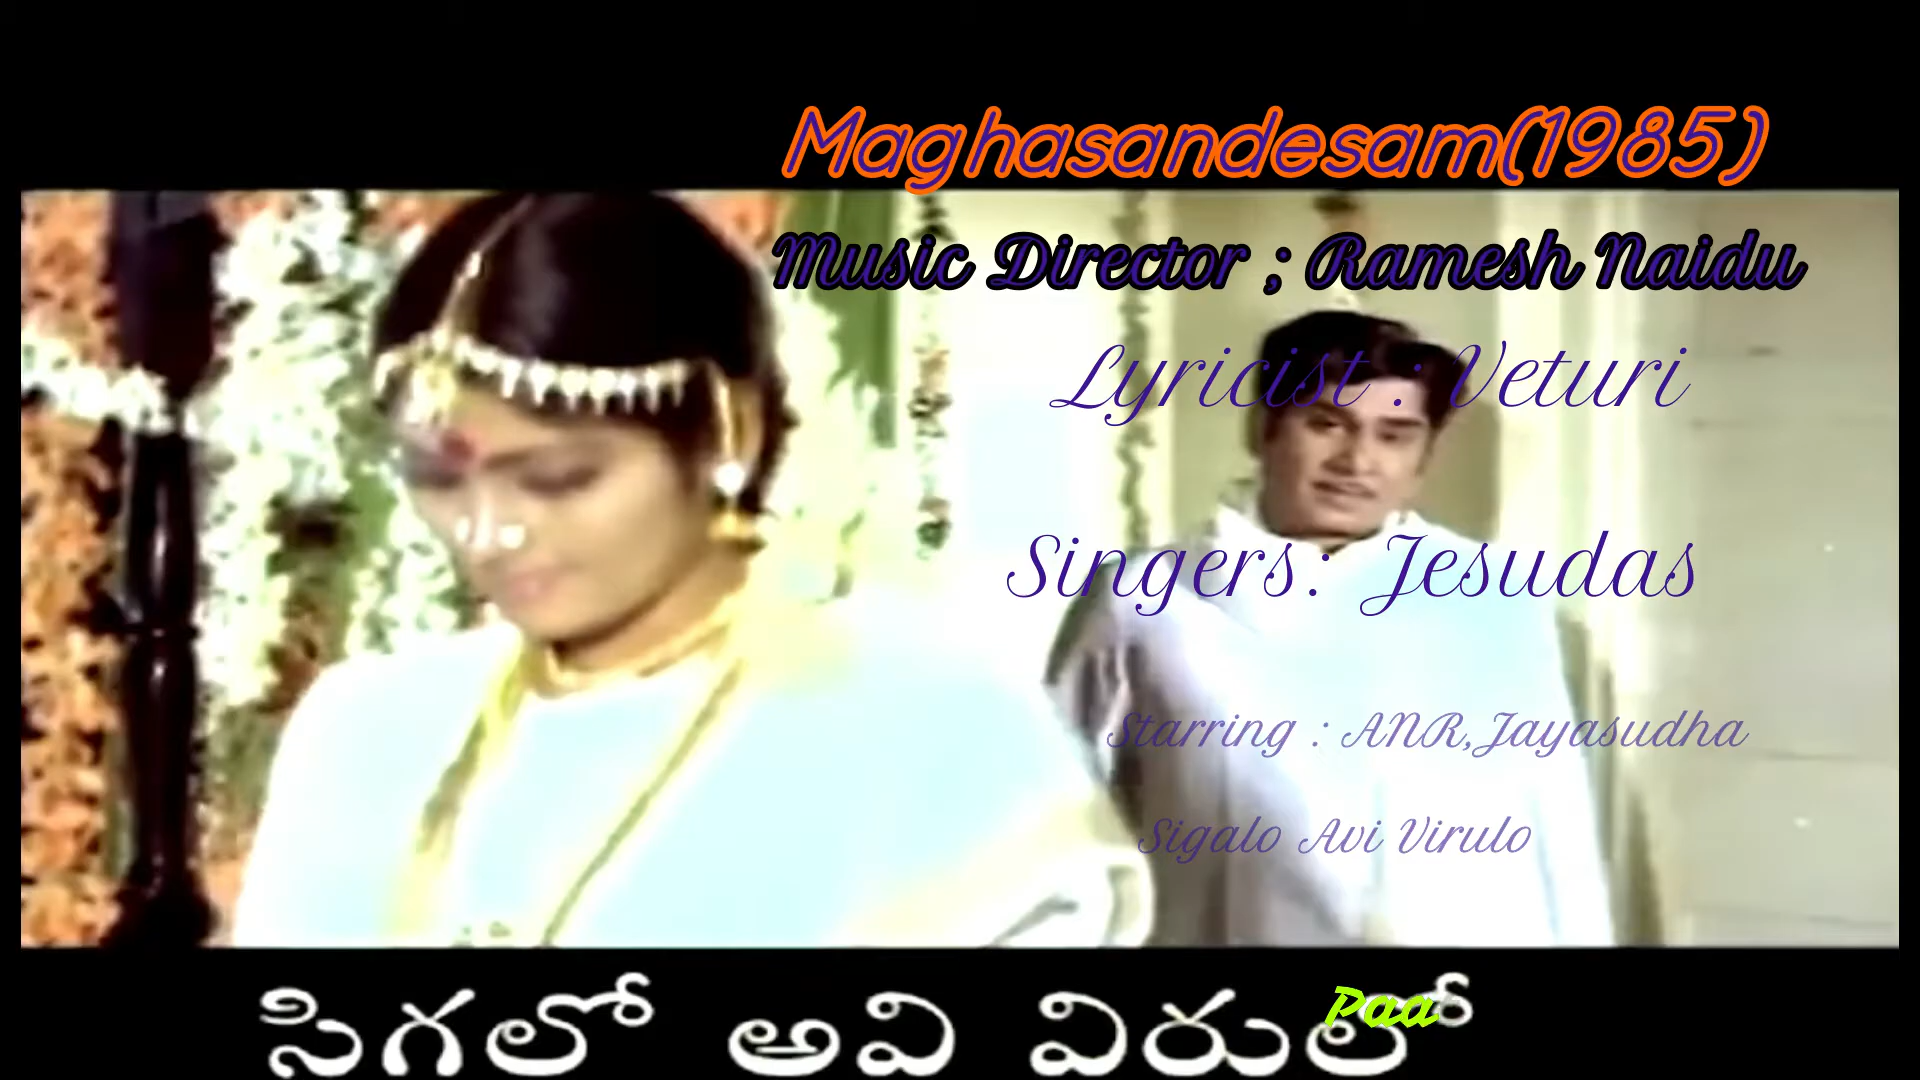 Maghasandesam(1985)
Music Director ; Ramesh Naidu
Lyricist : Veturi
Singers: Jesudas
Starring : ANR,Jayasudha
Sigalo Avi Virulo
సిగలో అవి విరులో
Paa